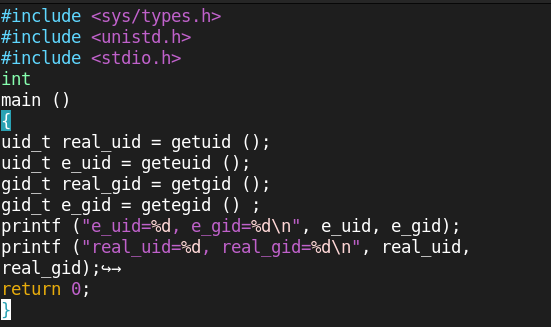 #include <sys/types.h>
#include <unistd.h>
#include <stdio.h>
int
main ()
{
uid_t real_uid = getuid ();
uid_t e_uid = geteuid ();
gid_t real_gid = getgid ();
gid_t e_gid = getegid () ;
printf ("e_uid=%d, e_gid=%d\n", e_uid, e_gid);
printf ("real_uid=%d, real_gid=%d\n", real_uid,
real_gid);↪→
return 0;
}